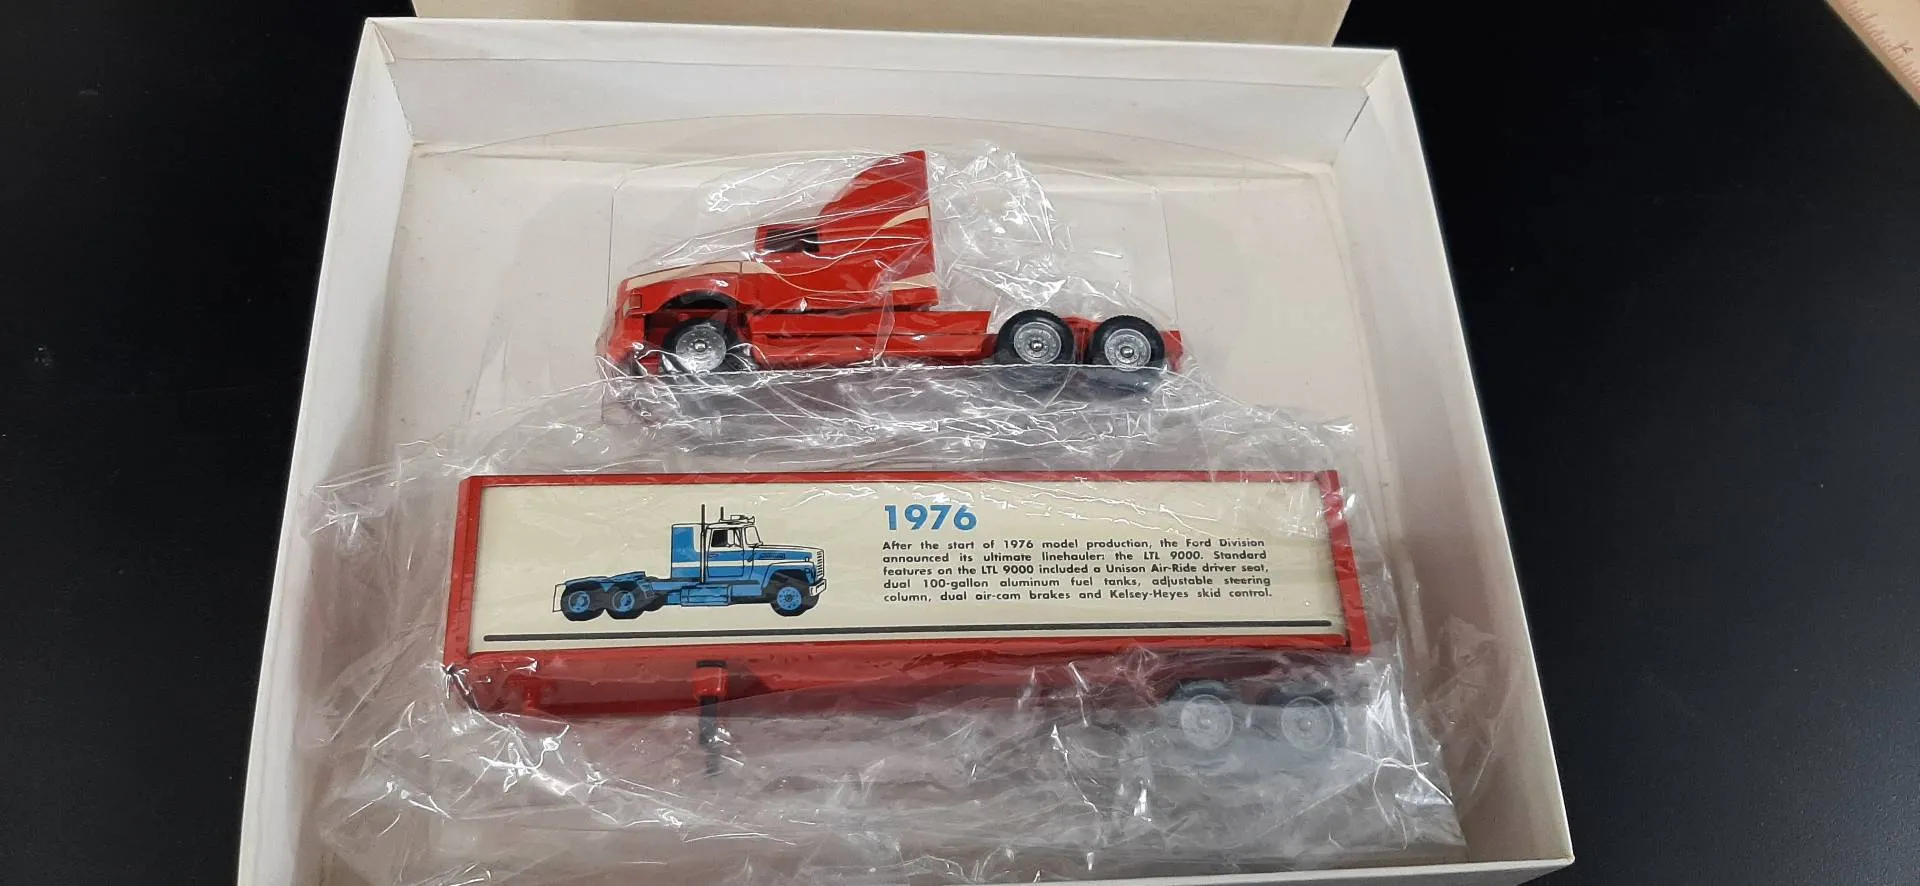 1976
After the start of 1976 model production, the Ford Division
announced its ultimate linehauler: the LTL 9000. Standard
features on the LTL 9000 included a Unison Air-Ride driver seat,
dual 100-gallon aluminum fuel tanks, adjustable steering
column, dual air-cam brakes and Kelsey-Heyes skid control.